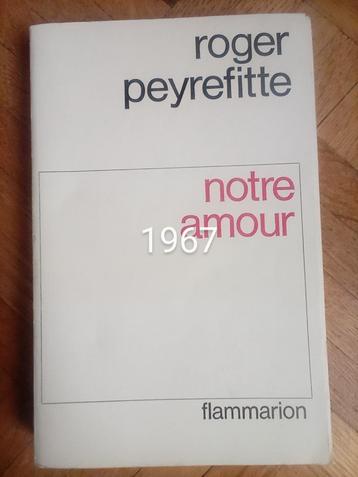 roger
peyrefitte
notre
amour
1967
flammarion